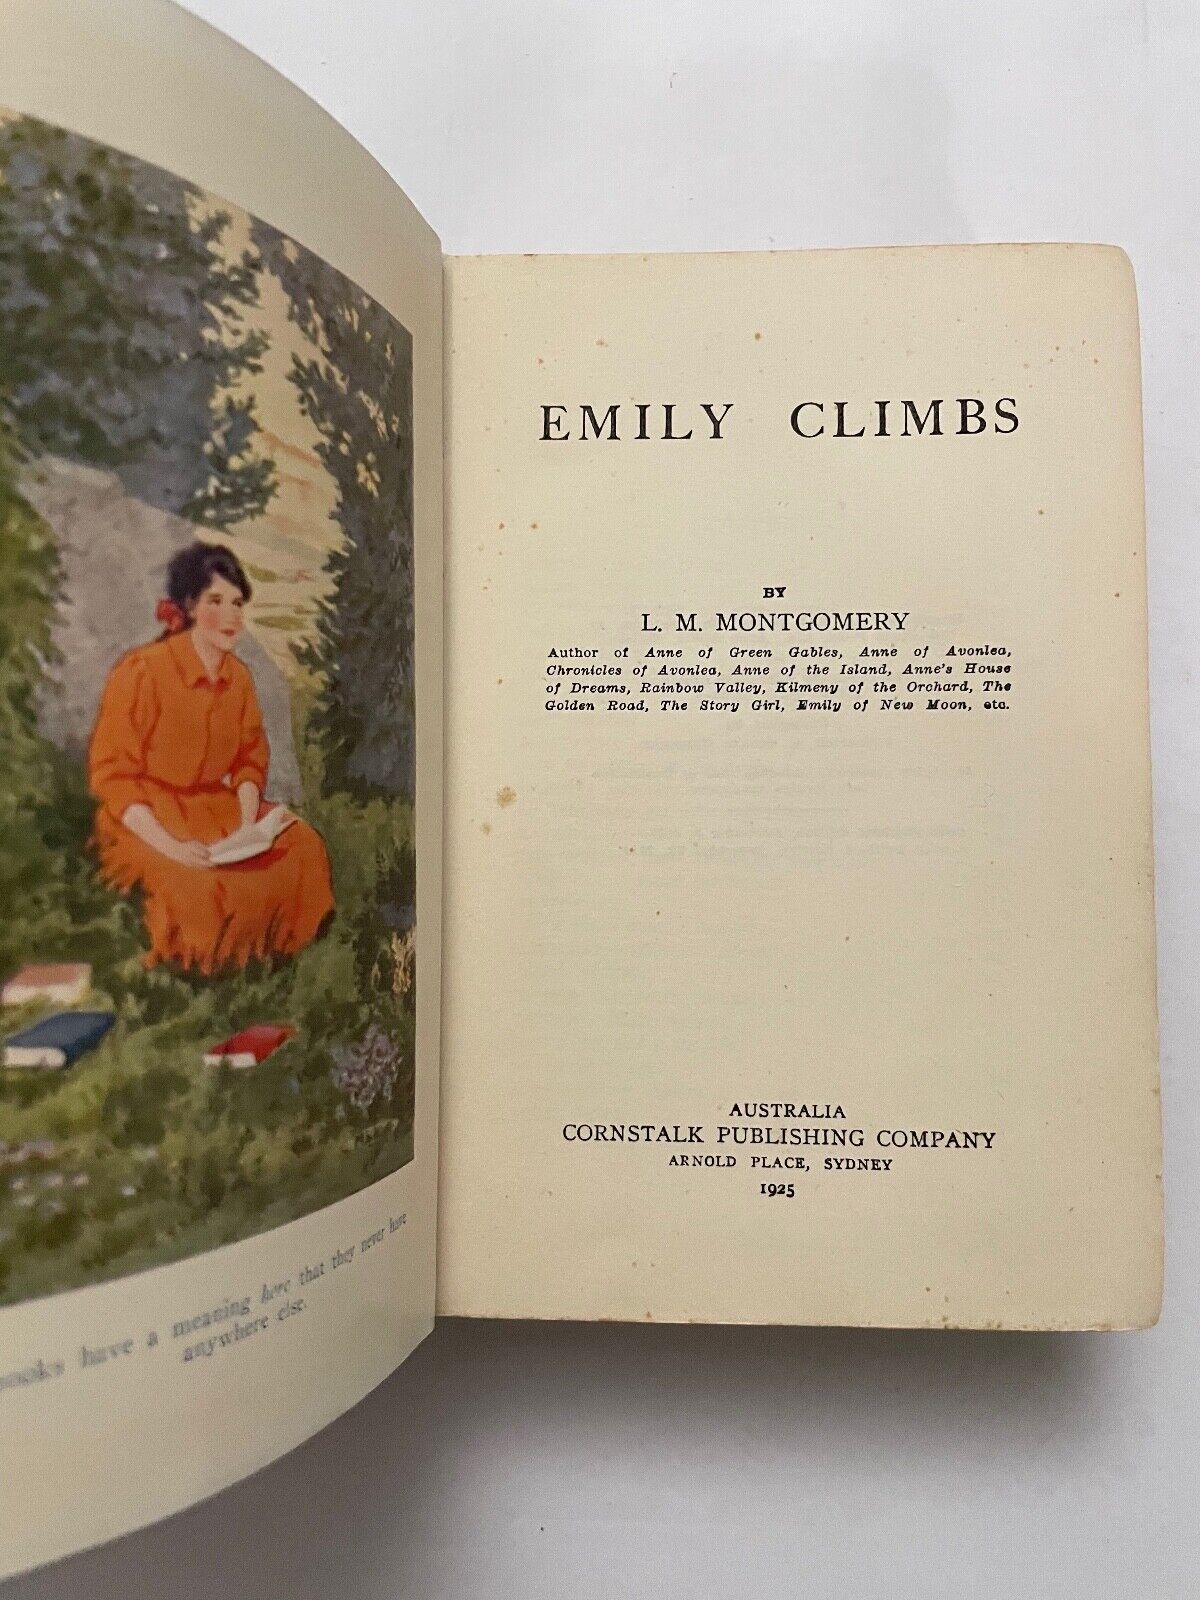 books have a meaning here that they never have
anywhere else.
EMILY CLIMBS
BY
L. M. MONTGOMERY
Author of Anne of Green Gables, Anne of Avonlea,
Chronicles of Avonlea, Anne of the Island, Anne's House
of Dreams, Rainbow Valley, Kilmeny of the Orchard, The
Golden Road, The Story Girl, Emily of New Moon, etc.
AUSTRALIA
CORNSTALK PUBLISHING COMPANY
ARNOLD PLACE, SYDNEY
1925